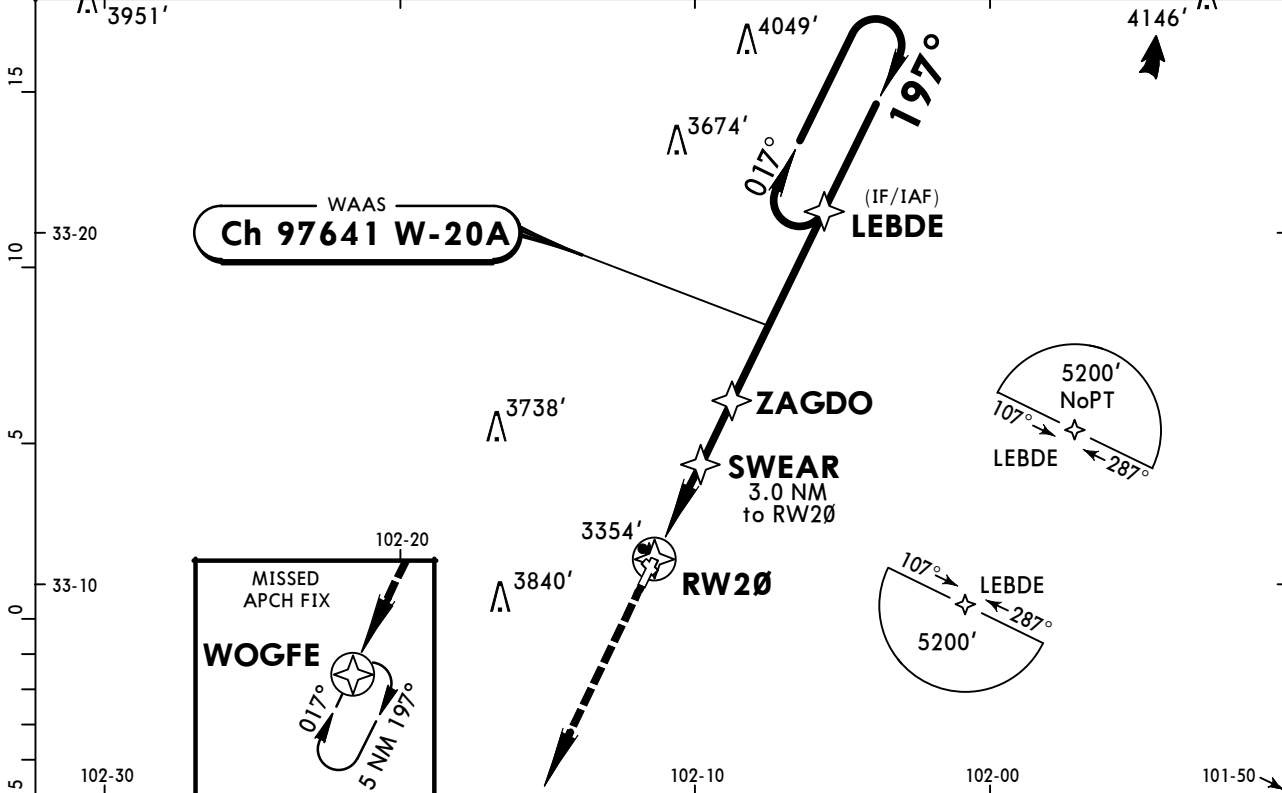 3951'
4049'
4146'
197°
15
3674'
017°
WAAS
Ch 97641 W-20A
(IF/IAF)
LEBDE
33-20
10
5200'
NoPT
107°
LEBDE
287°
ZAGDO
3738'
5
SWEAR
3.0 NM
to RW2Ø
3354'
102-20
RW2Ø
107°
LEBDE
287°
5200'
33-10
MISSED
APCH FIX
3840'
0
WOGFE
017°
5 NM 197°
5
102-30
102-10
102-00
101-50